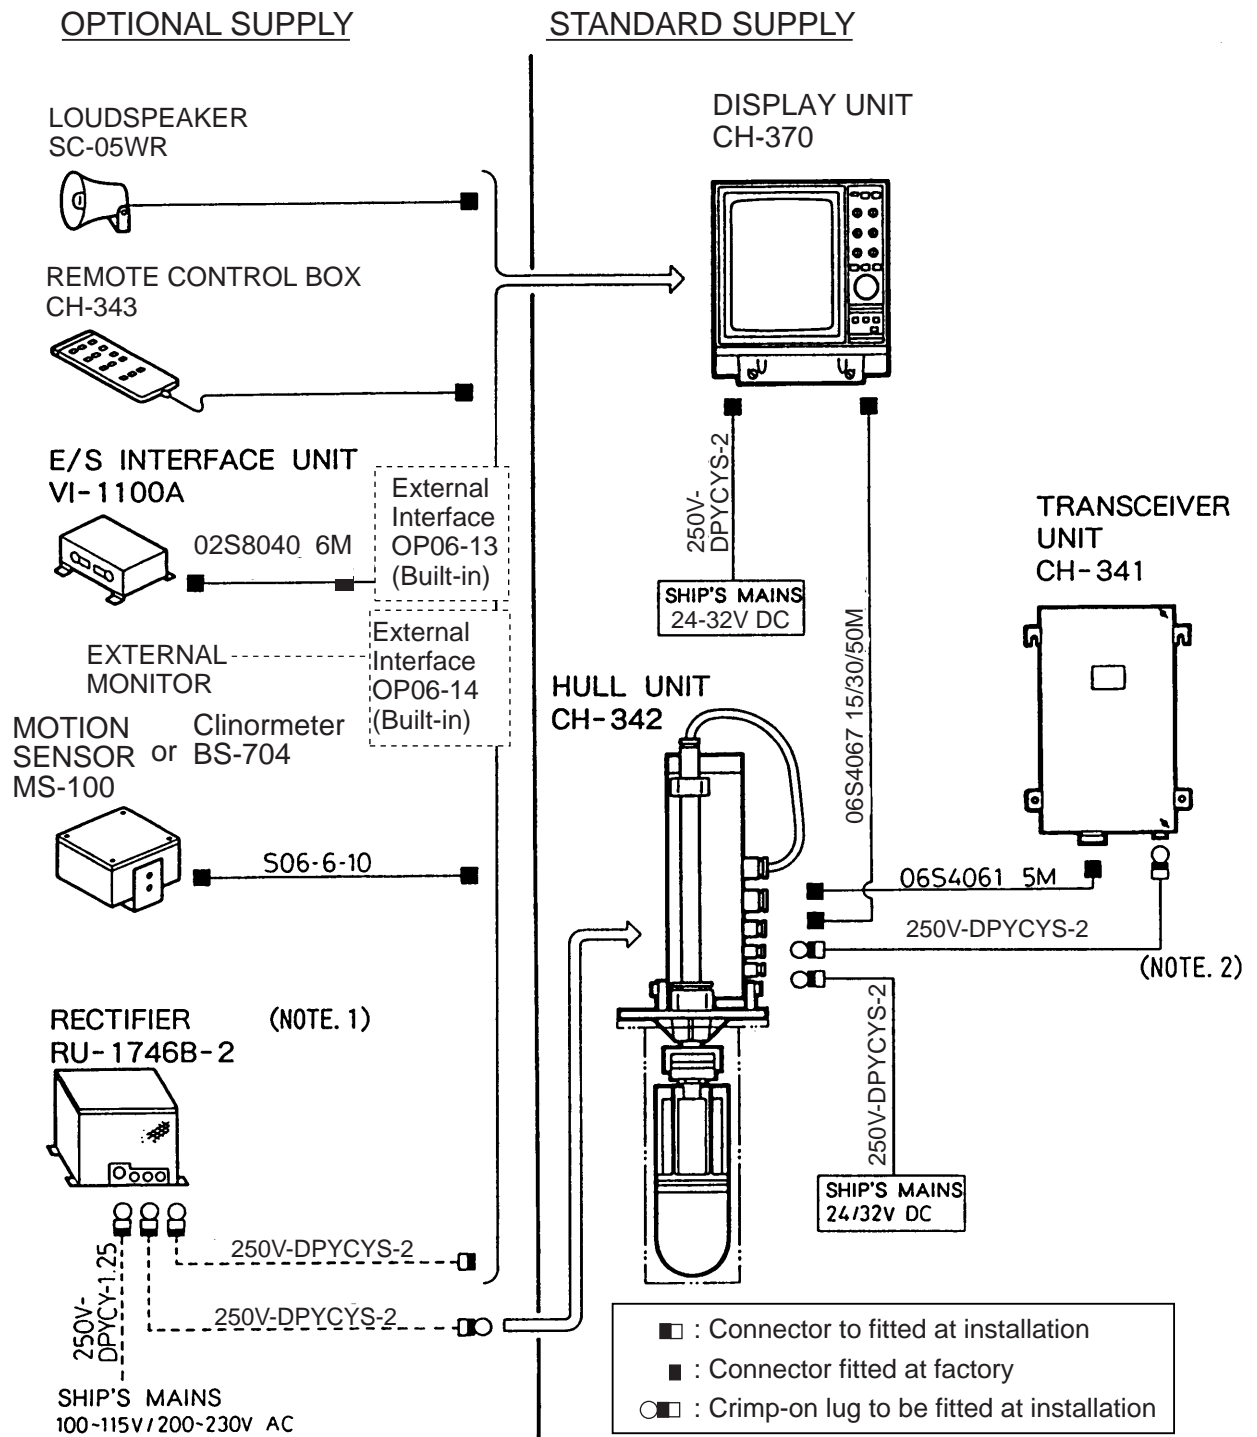 OPTIONAL SUPPLY
STANDARD SUPPLY
LOUDSPEAKER
SC-05WR
REMOTE CONTROL BOX
CH-343
E/S INTERFACE UNIT
VI-1100A
02S8040 6M
External
Interface
OP06-13
(Built-in)
EXTERNAL
MONITOR
External
Interface
OP06-14
(Built-in)
MOTION
SENSOR or
MS-100
Clinormeter
BS-704
S06-6-10
RECTIFIER (NOTE. 1)
RU-1746B-2
250V-DPYCYS-2
250V-DPYCYS-2
250V-
DPYCY-1.25
SHIP'S MAINS
100~115V/200~230V AC
DISPLAY UNIT
CH-370
250V-
DPYCYS-2
SHIP'S MAINS
24-32V DC
06S4067 15/30/50M
TRANSCEIVER
UNIT
CH-341
HULL UNIT
CH-342
06S4061 5M
250V-DPYCYS-2
(NOTE. 2)
250V-DPYCYS-2
SHIP'S MAINS
24/32V DC
: Connector to fitted at installation
: Connector fitted at factory
: Crimp-on lug to be fitted at installation